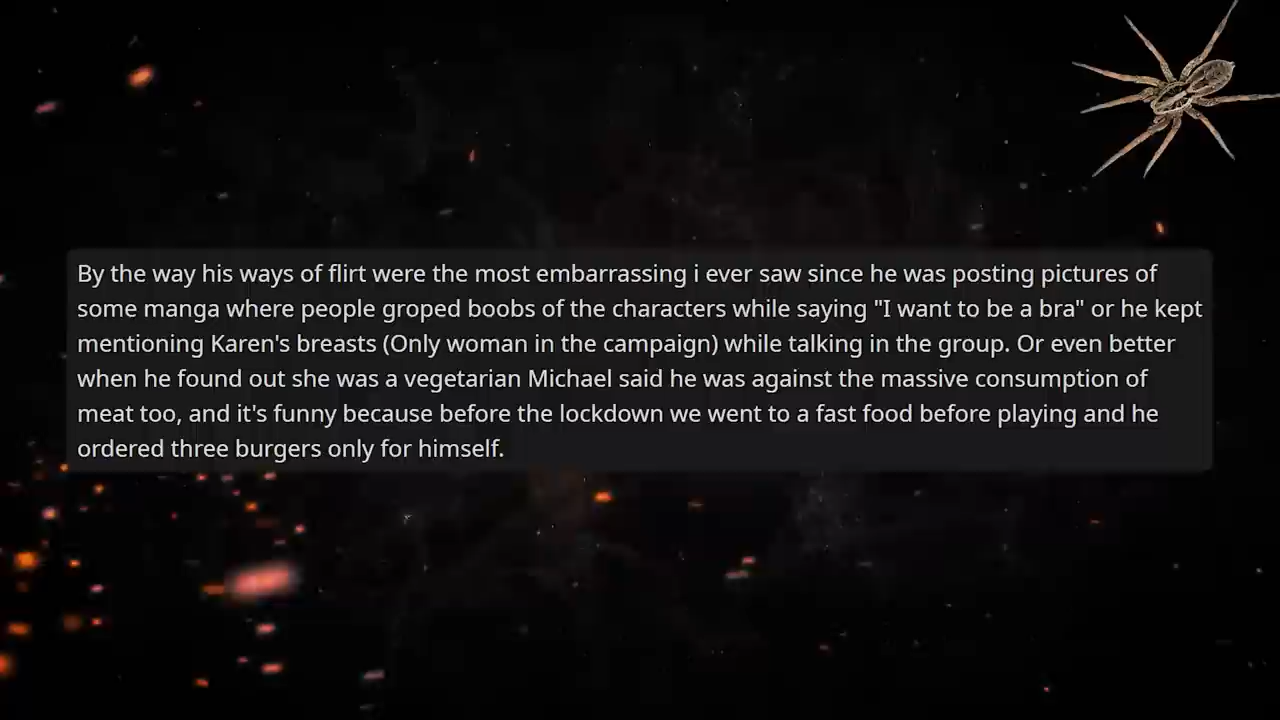 By the way his ways of flirt were the most embarrassing i ever saw since he was posting pictures of
some manga where people groped boobs of the characters while saying "I want to be a bra" or he kept
mentioning Karen's breasts (Only woman in the campaign) while talking in the group. Or even better
when he found out she was a vegetarian Michael said he was against the massive consumption of
meat too, and it's funny because before the lockdown we went to a fast food before playing and he
ordered three burgers only for himself.